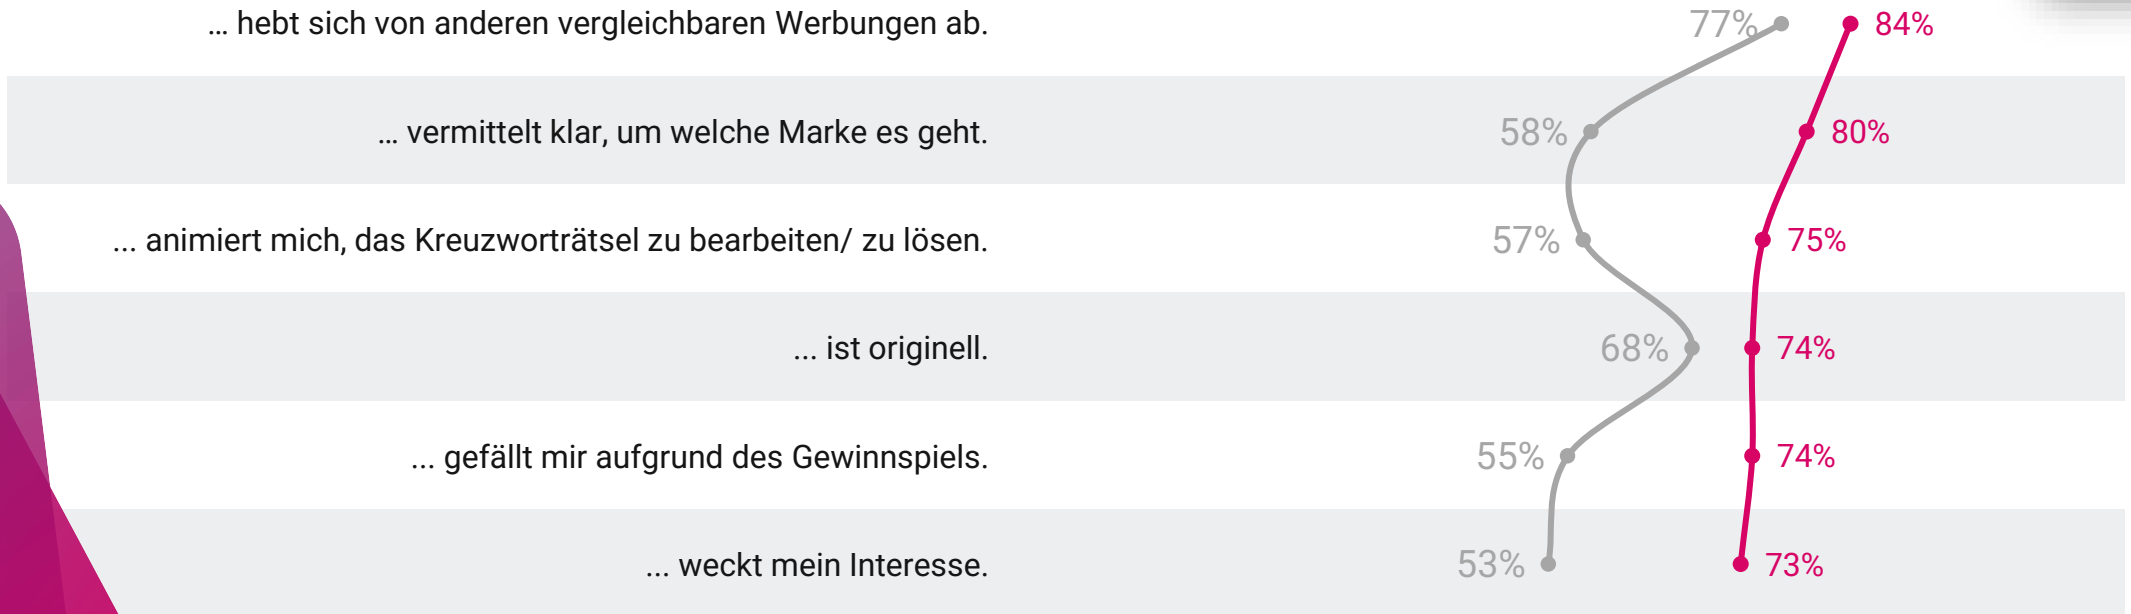 … hebt sich von anderen vergleichbaren Werbungen ab. 77% 84%
… vermittelt klar, um welche Marke es geht. 58% 80%
... animiert mich, das Kreuzworträtsel zu bearbeiten/ zu lösen. 57% 75%
... ist originell. 68% 74%
... gefällt mir aufgrund des Gewinnspiels. 55% 74%
... weckt mein Interesse. 53% 73%